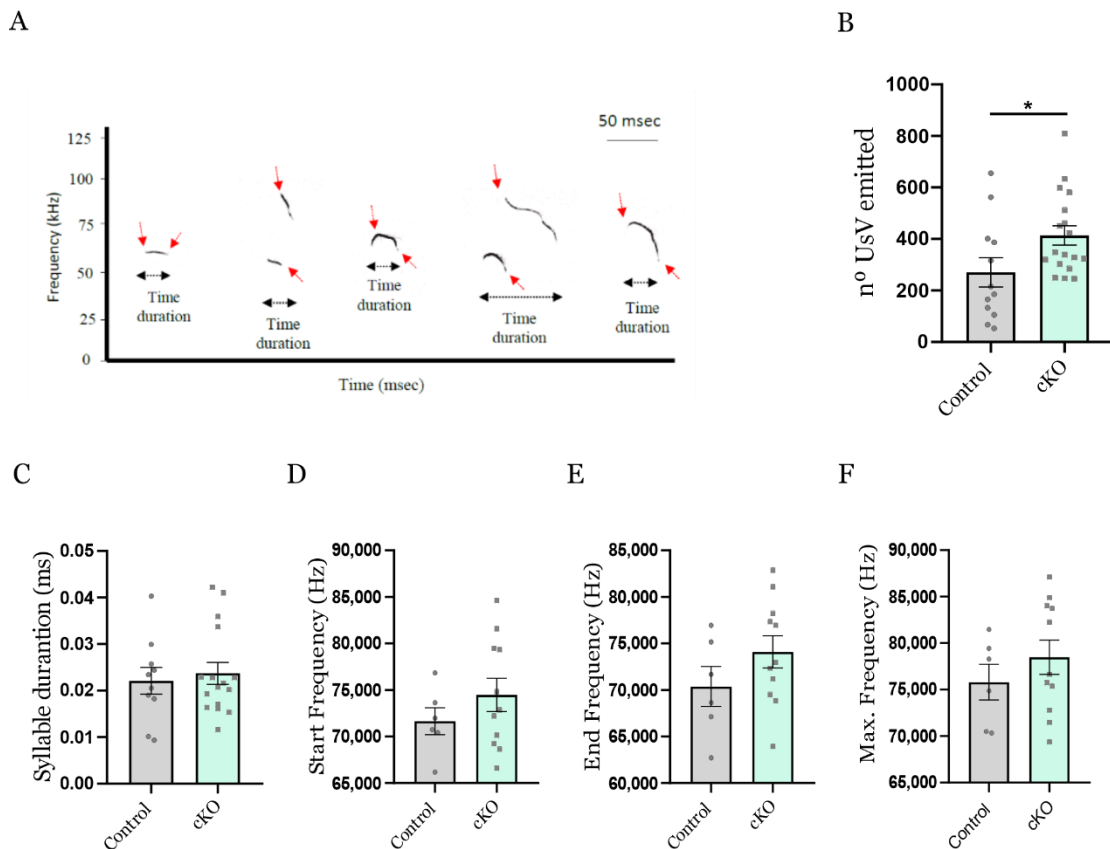 A
B
50 msec
125
100
75
50
25
0
Frequency (kHz)
Time
duration
Time
duration
Time
duration
Time
duration
Time
duration
Time (msec)
1000
800
600
400
200
0
nº UsV emitted
*
Control
cKO
C
D
E
F
0.05
0.04
0.03
0.02
0.01
0.00
Syllable durantion (ms)
Control
cKO
90,000
85,000
80,000
75,000
70,000
65,000
Start Frequency (Hz)
Control
cKO
85,000
80,000
75,000
70,000
65,000
60,000
End Frequency (Hz)
Control
cKO
90,000
85,000
80,000
75,000
70,000
65,000
Max. Frequency (Hz)
Control
cKO